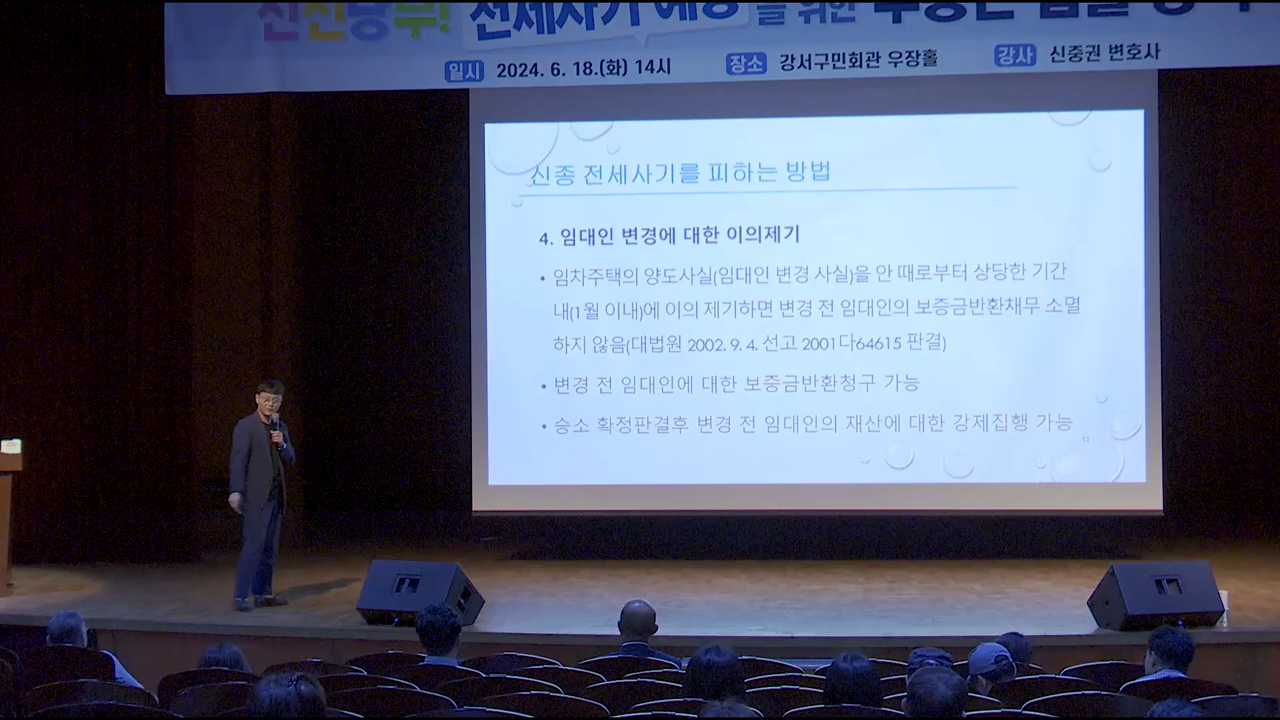 신신당부! 전세사기 예방을 위한
일시 2024. 6. 18.(화) 14시 장소 강서구민회관 우장홀 강사 신중권 변호사
신종 전세사기를 피하는 방법
4. 임대인 변경에 대한 이의제기
• 임차주택의 양도사실(임대인 변경 사실)을 안 때로부터 상당한 기간
내(1월 이내)에 이의 제기하면 변경 전 임대인의 보증금반환채무 소멸
하지 않음(대법원 2002. 9. 4. 선고 2001다64615 판결)
• 변경 전 임대인에 대한 보증금반환청구 가능
• 승소 확정판결후 변경 전 임대인의 재산에 대한 강제집행 가능
13